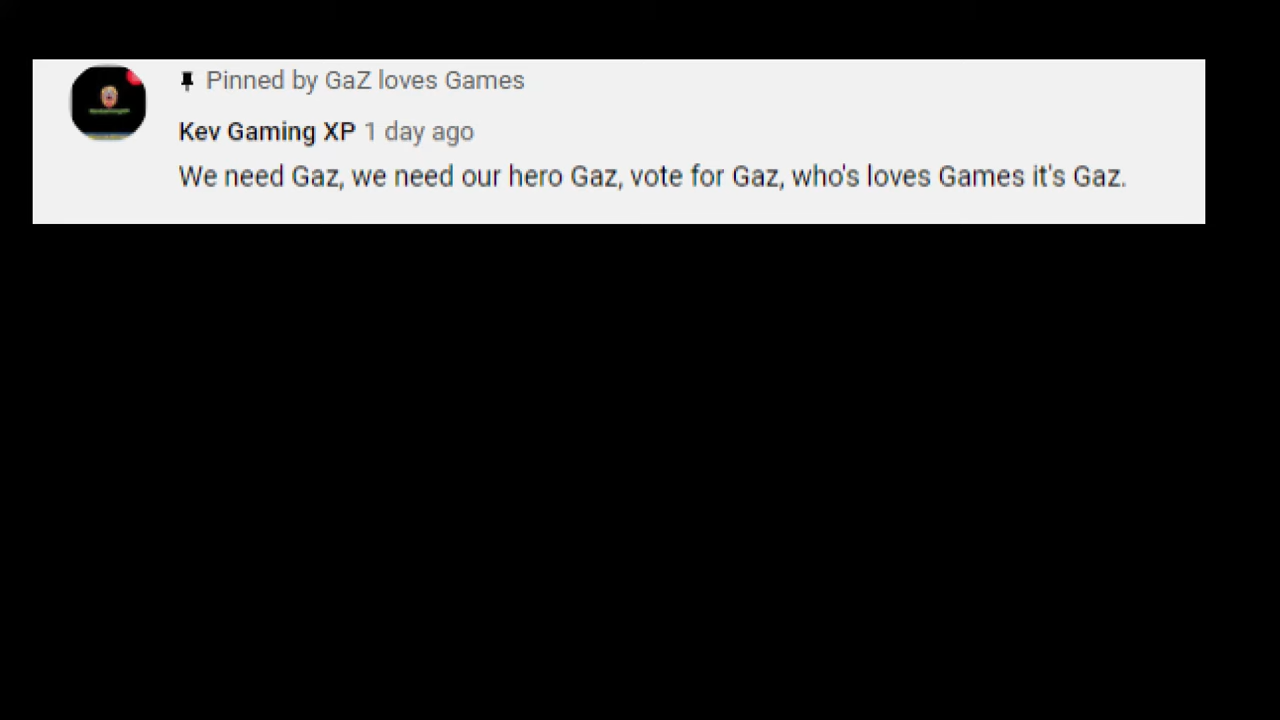 Pinned by GaZ loves Games
Kev Gaming XP 1 day ago
We need Gaz, we need our hero Gaz, vote for Gaz, who's loves Games it's Gaz.